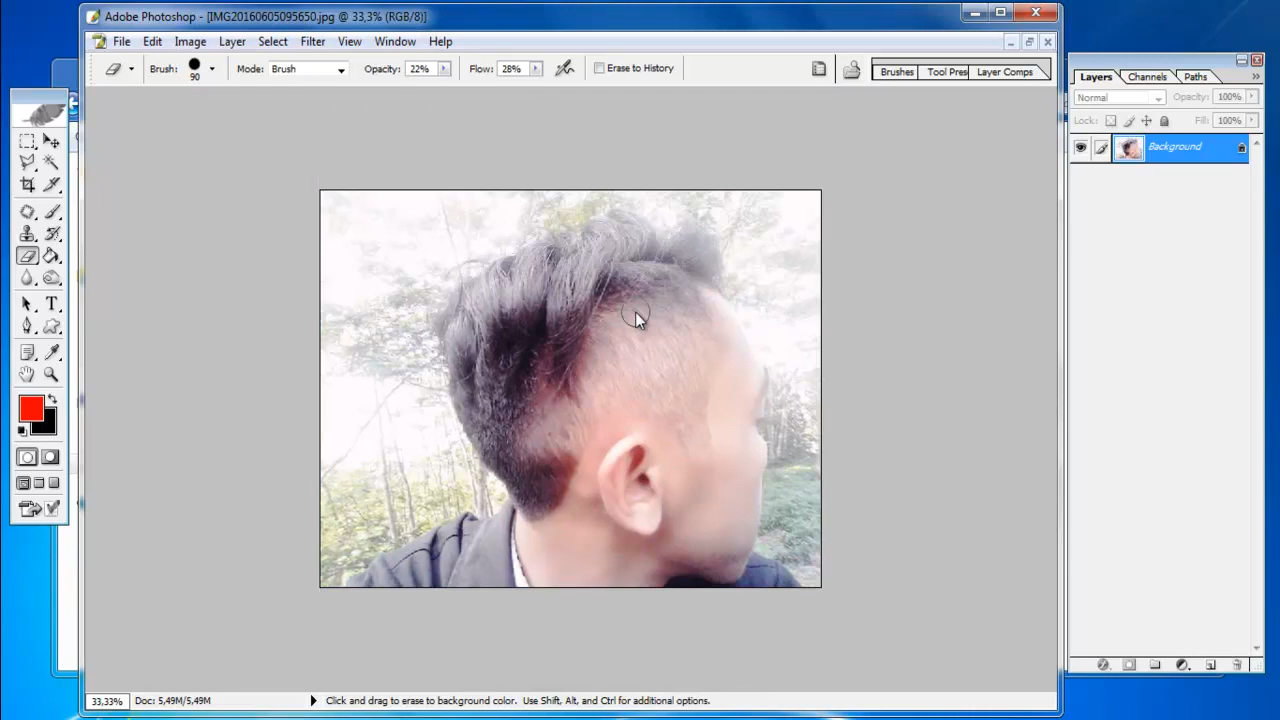 Adobe Photoshop - [IMG20160605095650.jpg @ 33,3% (RGB/8)]
File Edit Image Layer Select Filter View Window Help
Brush: 90 Mode: Brush Opacity: 22% Flow: 28% Erase to History Brushes Tool Pres Layer Comps
Layers Channels Paths
Normal Opacity: 100%
Lock: Fill: 100%
Background
33,33% Doc: 5,49M/5,49M Click and drag to erase to background color. Use Shift, Alt, and Ctrl for additional options.